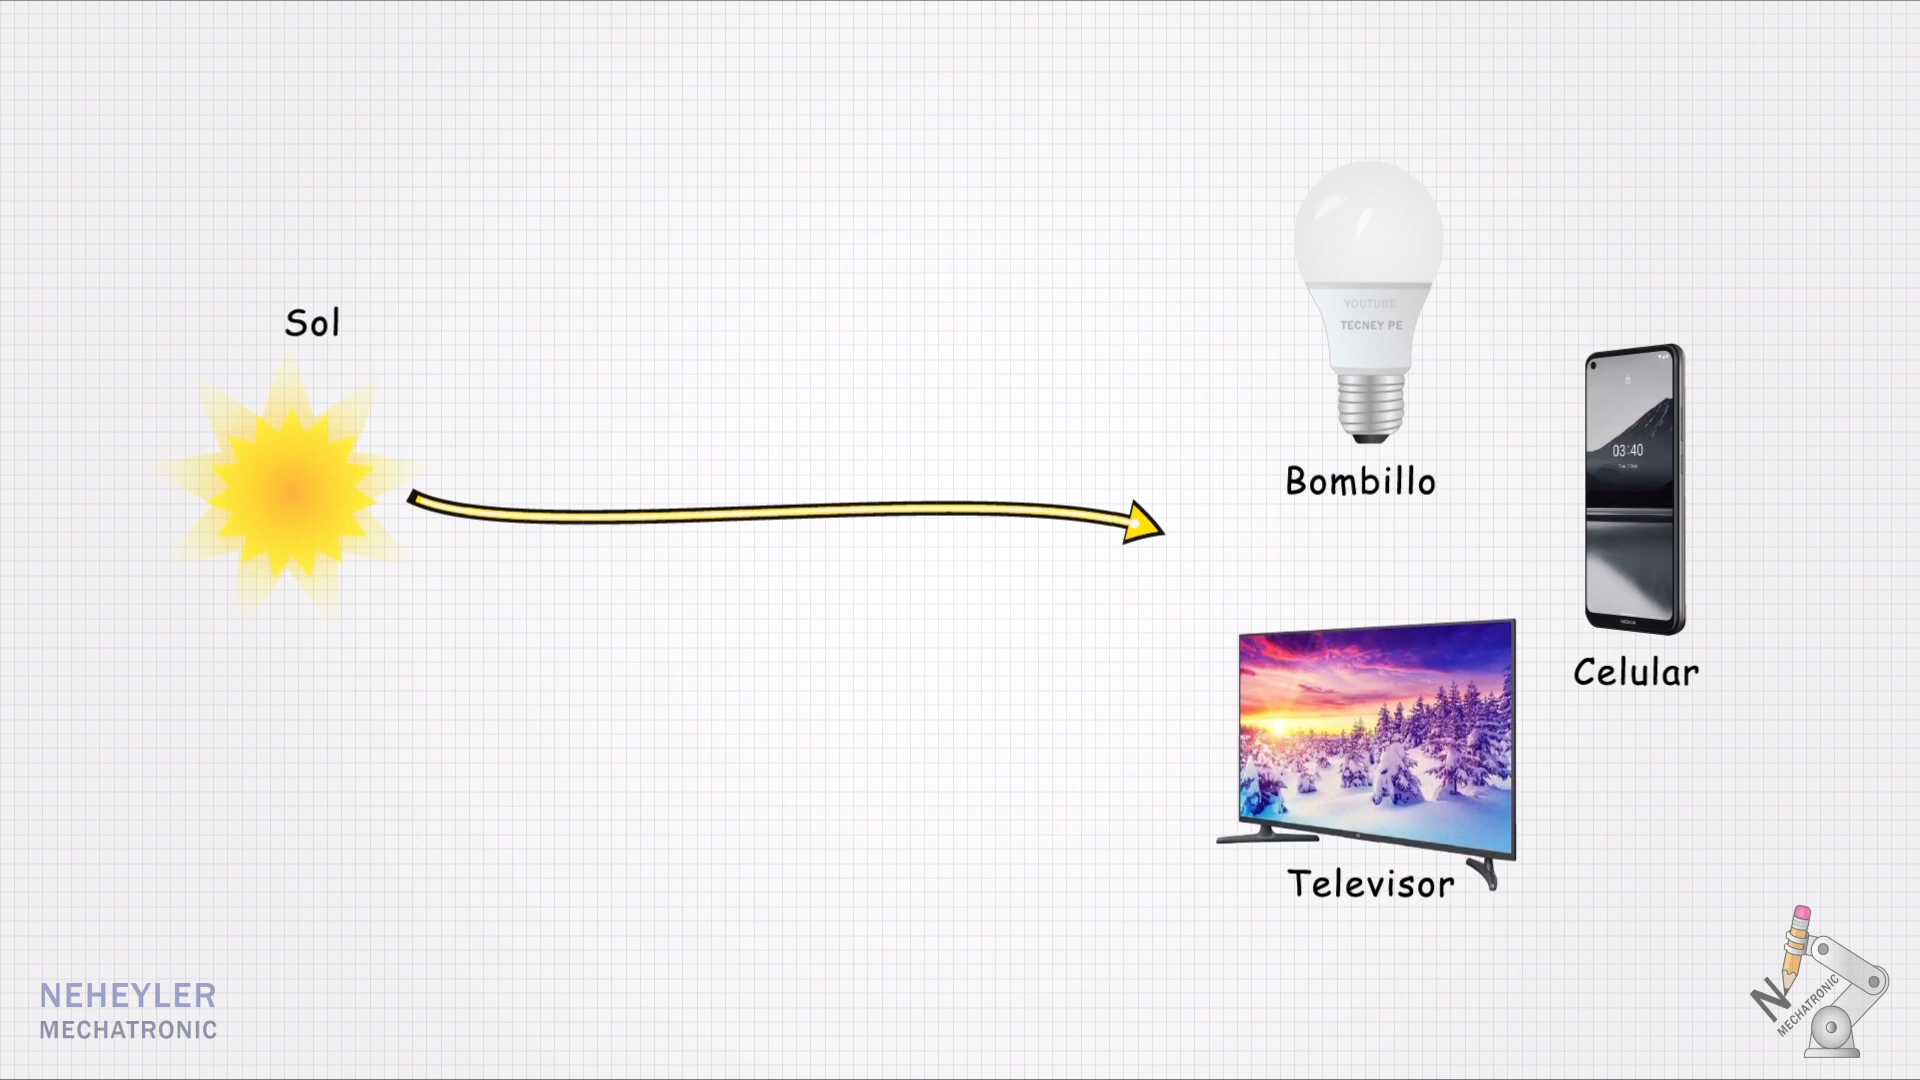 Sol
YOUTUBE
TECNEY PE
Bombillo
03:40
Celular
Televisor
NEHEYLER
MECHATRONIC
N
MECHATRONIC